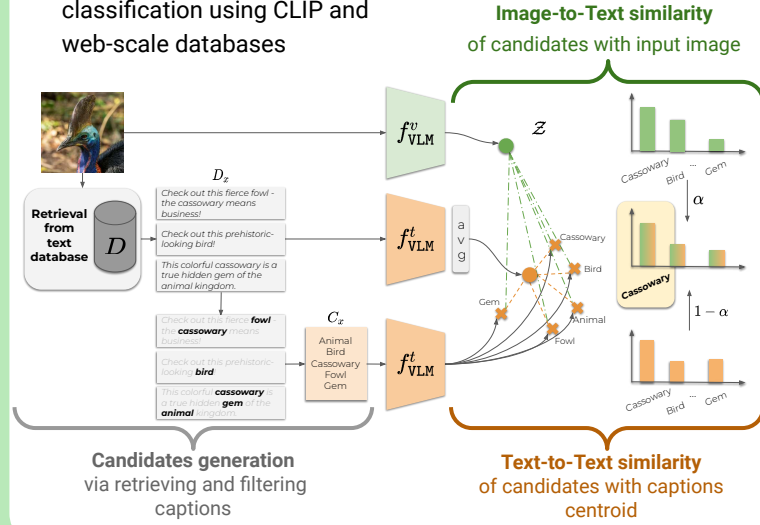 classification using CLIP and
web-scale databases
Image-to-Text similarity
of candidates with input image
f^v_VLM
Z
Cassowary
Bird
...
Gem
α
D_x
Check out this fierce fowl -
the cassowary means
business!
Check out this prehistoric-
looking bird!
This colorful cassowary is a
true hidden gem of the
animal kingdom.
Retrieval
from
text
database
D
f^t_VLM
a
v
g
Cassowary
Bird
Animal
Fowl
Gem
Cassowary
1 − α
Check out this fierce fowl -
the cassowary means
business!
Check out this prehistoric-
looking bird!
This colorful cassowary is
a true hidden gem of the
animal kingdom.
C_x
Animal
Bird
Cassowary
Fowl
Gem
f^t_VLM
Cassowary
Bird
...
Gem
Candidates generation
via retrieving and filtering
captions
Text-to-Text similarity
of candidates with captions
centroid